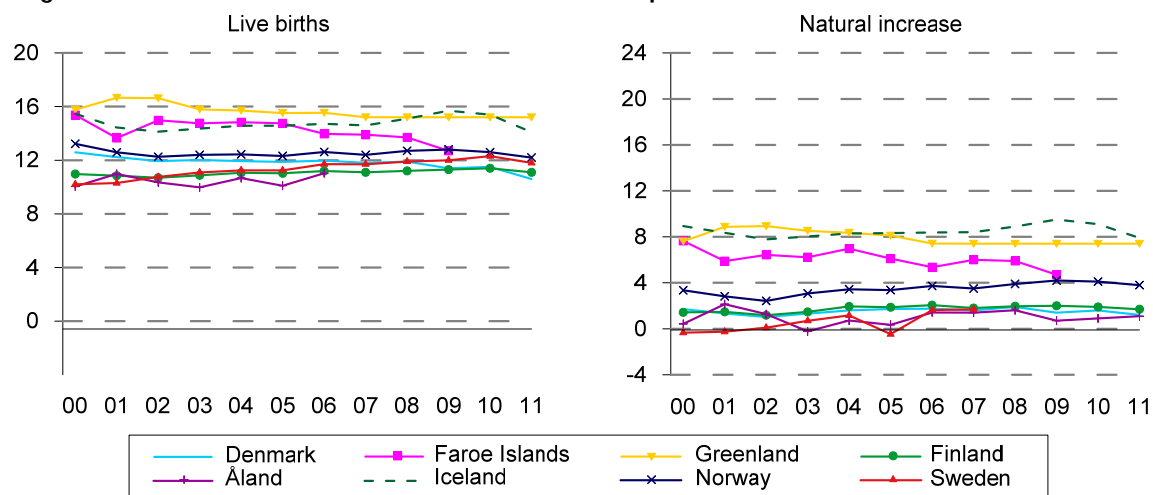 Live births
20
16
12
8
4
0
00 01 02 03 04 05 06 07 08 09 10 11
Natural increase
24
20
16
12
8
4
0
-4
00 01 02 03 04 05 06 07 08 09 10 11
Denmark Faroe Islands Greenland Finland
Åland Iceland Norway Sweden